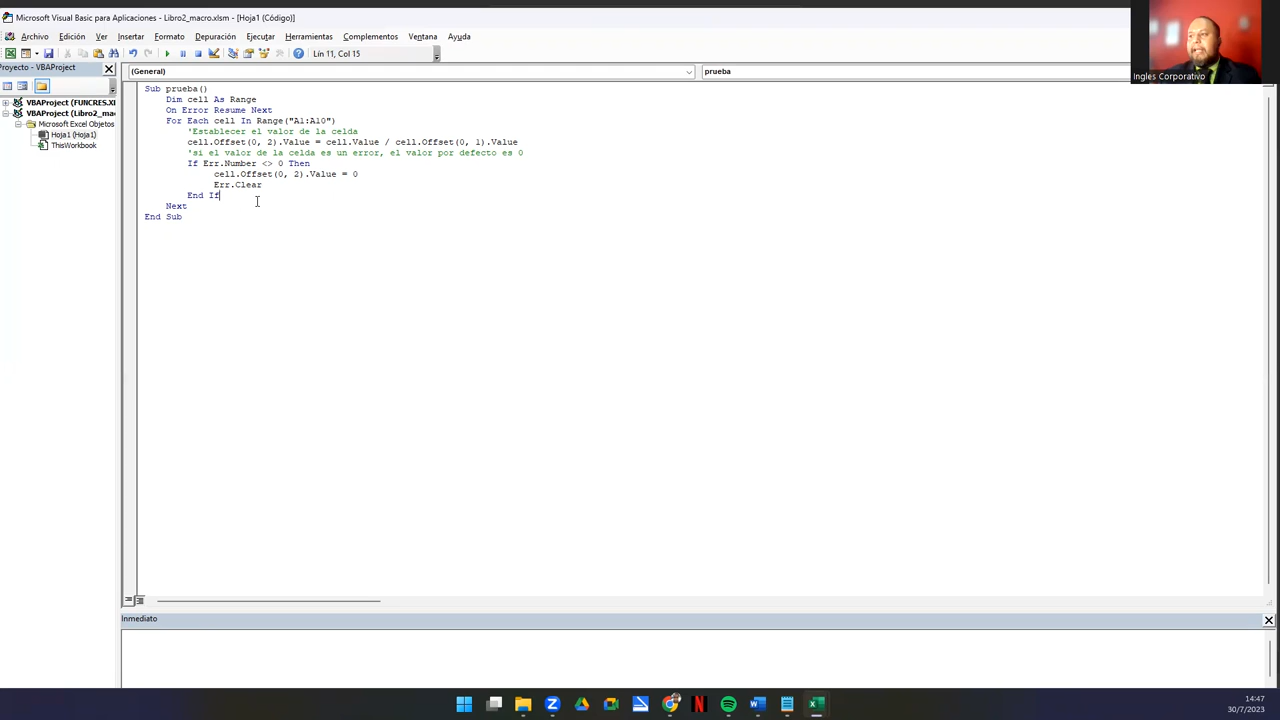 Microsoft Visual Basic para Aplicaciones - Libro2_macro.xlsm - [Hoja1 (Código)]
Archivo Edición Ver Insertar Formato Depuración Ejecutar Herramientas Complementos Ventana Ayuda
Lín 11, Col 15
Ingles Corporativo
Proyecto - VBAProject
(General)
prueba
VBAProject (FUNCRES.XL
VBAProject (Libro2_mac
Microsoft Excel Objetos
Hoja1 (Hoja1)
ThisWorkbook
Sub prueba()
Dim cell As Range
On Error Resume Next
For Each cell In Range("A1:A10")
'Establecer el valor de la celda
cell.Offset(0, 2).Value = cell.Value / cell.Offset(0, 1).Value
'si el valor de la celda es un error, el valor por defecto es 0
If Err.Number <> 0 Then
cell.Offset(0, 2).Value = 0
Err.Clear
End If
Next
End Sub
Inmediato
14:47
30/7/2023